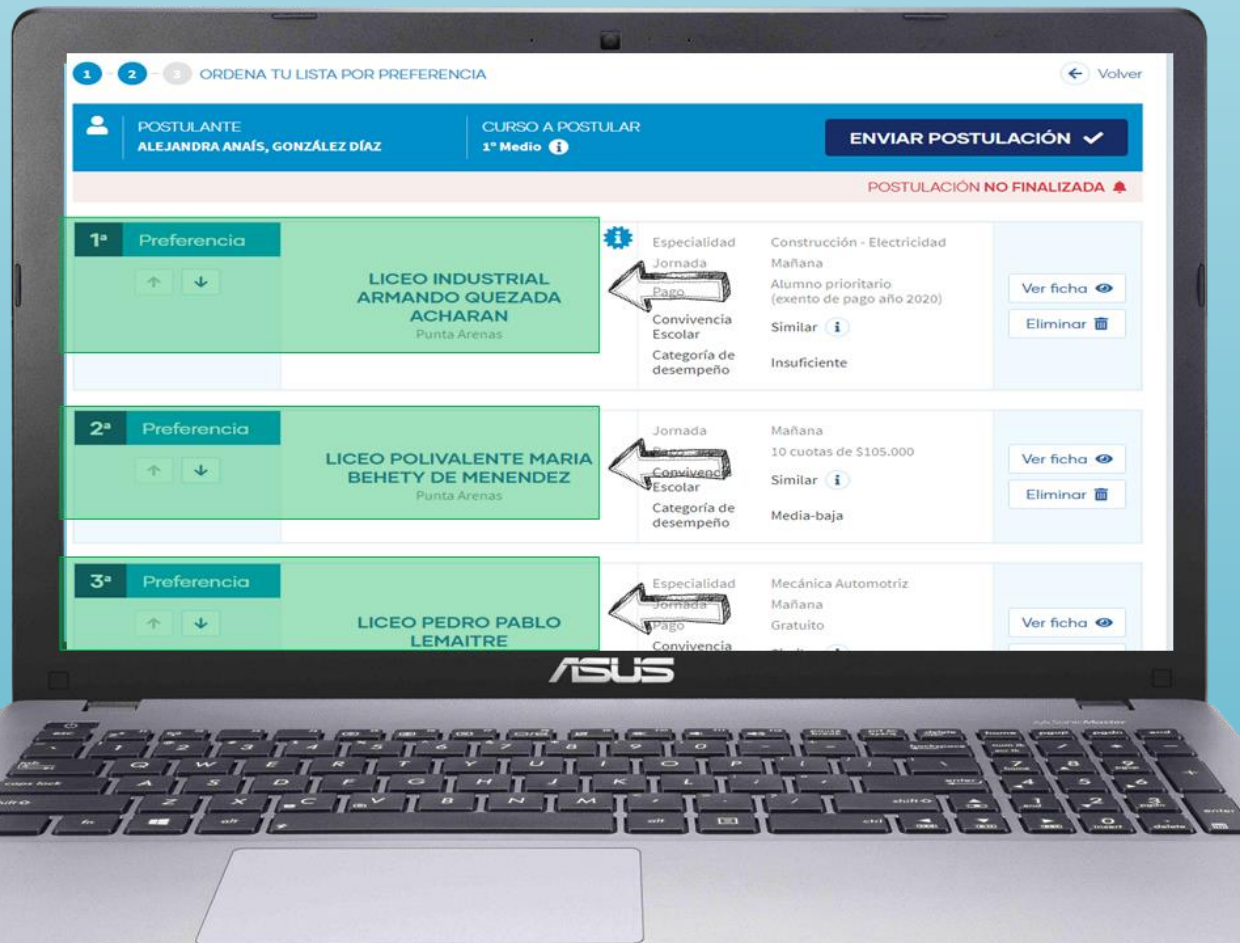 1 - 2 - 3 ORDENA TU LISTA POR PREFERENCIA
Volver
POSTULANTE
ALEJANDRA ANAÍS, GONZÁLEZ DÍAZ
CURSO A POSTULAR
1º Medio
ENVIAR POSTULACIÓN
POSTULACIÓN NO FINALIZADA
1ª Preferencia
LICEO INDUSTRIAL
ARMANDO QUEZADA
ACHARAN
Punta Arenas
Especialidad Construcción - Electricidad
Jornada Mañana
Pago Alumno prioritario
(exento de pago año 2020)
Convivencia
Escolar
Similar
Categoría de
desempeño
Insuficiente
Ver ficha
Eliminar
2ª Preferencia
LICEO POLIVALENTE MARIA
BEHETY DE MENENDEZ
Punta Arenas
Jornada Mañana
10 cuotas de $105.000
Convivencia
Escolar
Similar
Categoría de
desempeño
Media-baja
Ver ficha
Eliminar
3ª Preferencia
LICEO PEDRO PABLO
LEMAITRE
Especialidad Mecánica Automotriz
Jornada Mañana
Pago Gratuito
Convivencia
Ver ficha
ASUS